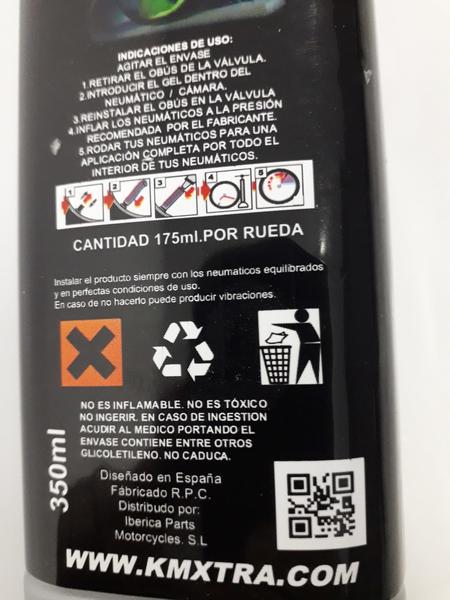 INDICACIONES DE USO:
AGITAR EL ENVASE
1.RETIRAR EL OBÚS DE LA VÁLVULA.
2.INTRODUCIR EL GEL DENTRO DEL
NEUMÁTICO / CÁMARA.
3.REINSTALAR EL OBÚS EN LA VÁLVULA
4.INFLAR LOS NEUMÁTICOS A LA PRESIÓN
RECOMENDADA POR EL FABRICANTE.
5.RODAR TUS NEUMÁTICOS PARA UNA
APLICACIÓN COMPLETA POR TODO EL
INTERIOR DE TUS NEUMÁTICOS.
1 2 3 4 5
CANTIDAD 175ml.POR RUEDA
Instalar el producto siempre con los neumaticos equilibrados
y en perfectas condiciones de uso.
En caso de no hacerlo puede producir vibraciones.
NO ES INFLAMABLE. NO ES TÓXICO
NO INGERIR. EN CASO DE INGESTION
ACUDIR AL MEDICO PORTANDO EL
ENVASE CONTIENE ENTRE OTROS
GLICOLETILENO. NO CADUCA.
350ml
Diseñado en España
Fábricado R.P.C.
Distribuido por:
Iberica Parts
Motorcycles. S.L
WWW.KMXTRA.COM